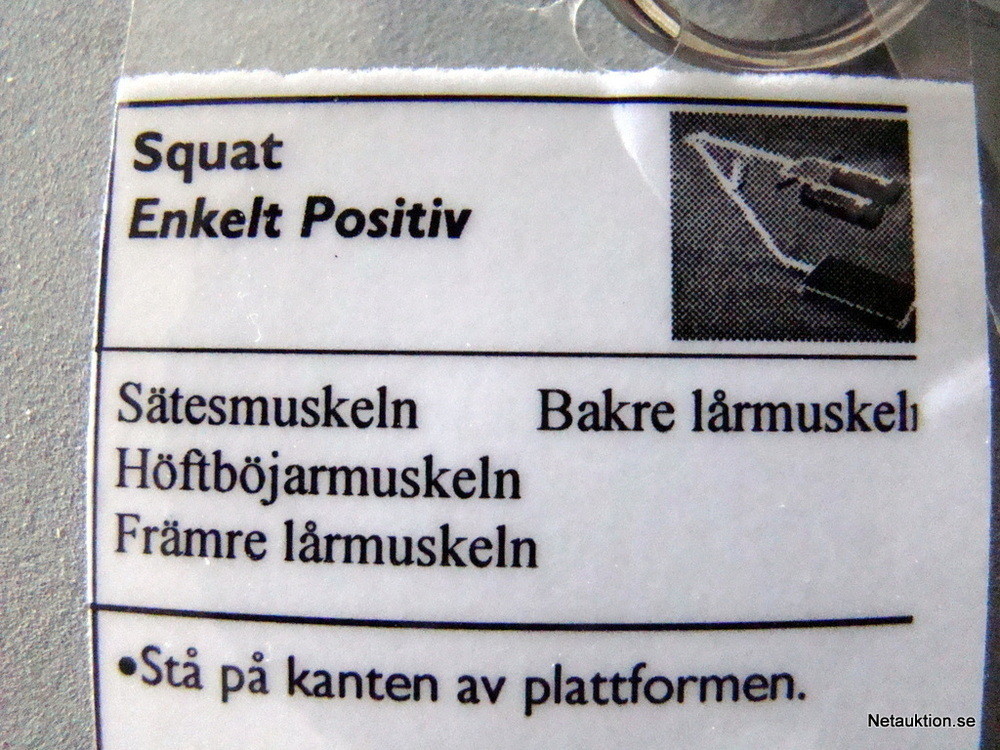 Squat
Enkelt Positiv
Sätesmuskeln Bakre lårmuskeln
Höftböjarmuskeln
Främre lårmuskeln
•Stå på kanten av plattformen.
Netauktion.se